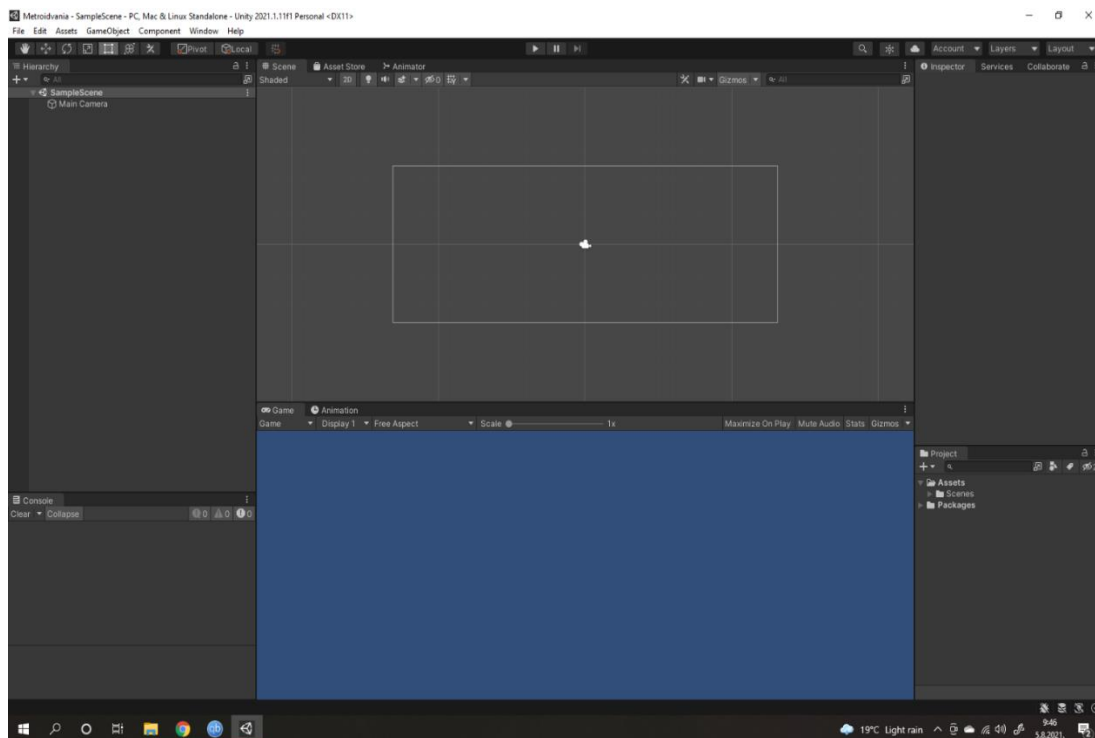 Metroidvania - SampleScene - PC, Mac & Linux Standalone - Unity 2021.1.11f1 Personal <DX11>
File Edit Assets GameObject Component Window Help
Pivot Local Account Layers Layout
Hierarchy
All
SampleScene
Main Camera
Scene Asset Store Animator
Shaded 2D 0 Gizmos All
Inspector Services Collaborate
Game Animation
Game Display 1 Free Aspect Scale 1x Maximize On Play Mute Audio Stats Gizmos
Console
Clear Collapse 0 0 0
Project
Assets
Scenes
Packages
19°C Light rain
9:46
5.8.2021.